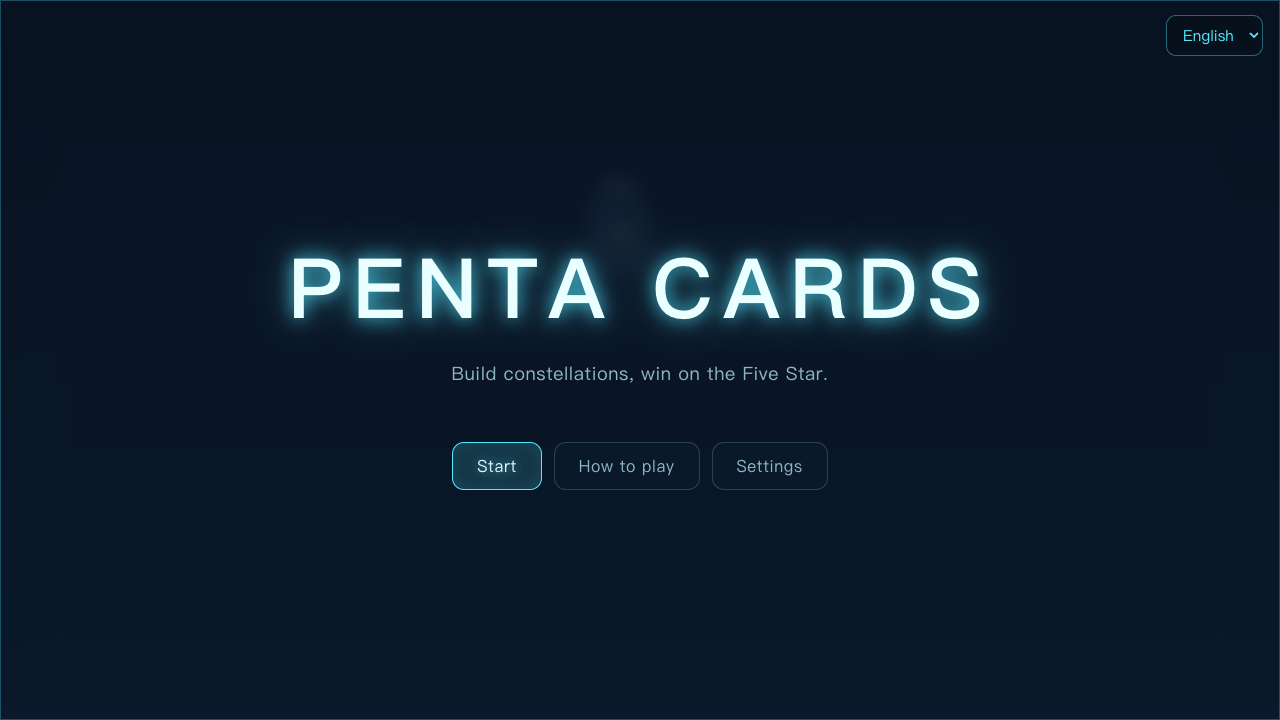 English
PENTA CARDS
Build constellations, win on the Five Star.
Start How to play Settings